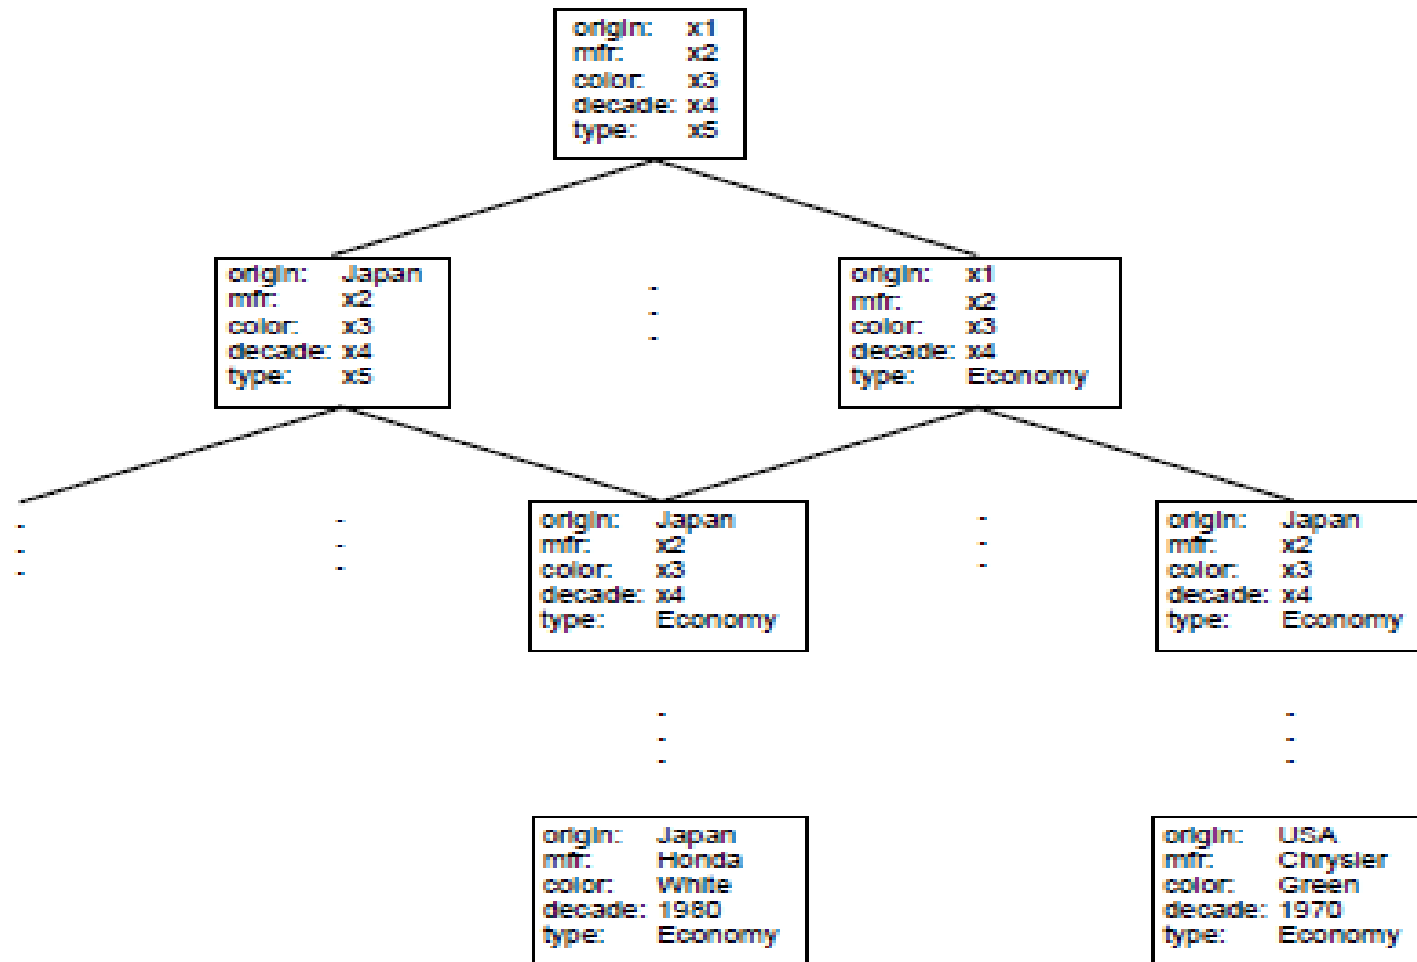 origin: x1
mfr: x2
color: x3
decade: x4
type: x5
origin: Japan
mfr: x2
color: x3
decade: x4
type: x5
origin: x1
mfr: x2
color: x3
decade: x4
type: Economy
origin: Japan
mfr: x2
color: x3
decade: x4
type: Economy
origin: Japan
mfr: x2
color: x3
decade: x4
type: Economy
origin: Japan
mfr: Honda
color: White
decade: 1980
type: Economy
origin: USA
mfr: Chrysler
color: Green
decade: 1970
type: Economy